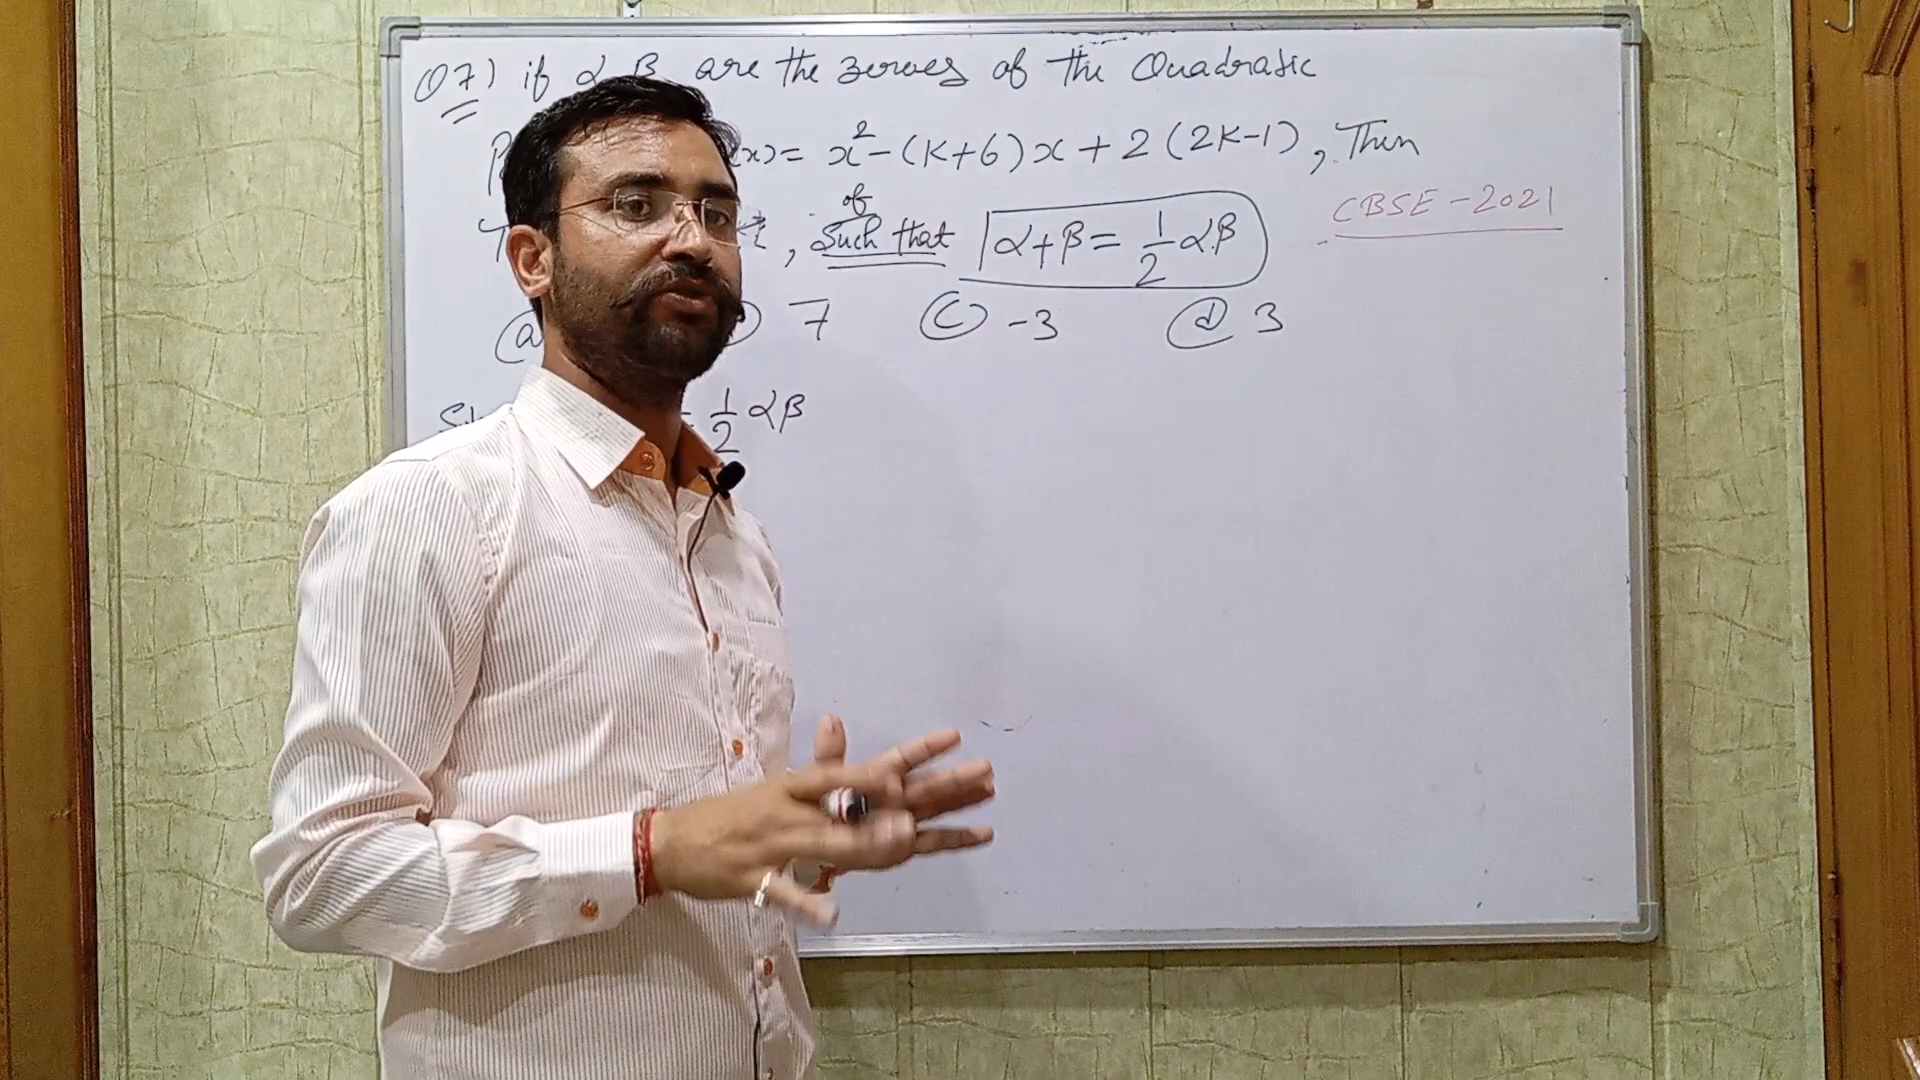 Q7) if α β are the zeroes of the Quadratic
(x) = x² - (K+6)x + 2(2K-1), Then
of
, Such that α+β = 1/2 αβ CBSE - 2021
(a) 7 (c) -3 (d) 3
1/2 αβ